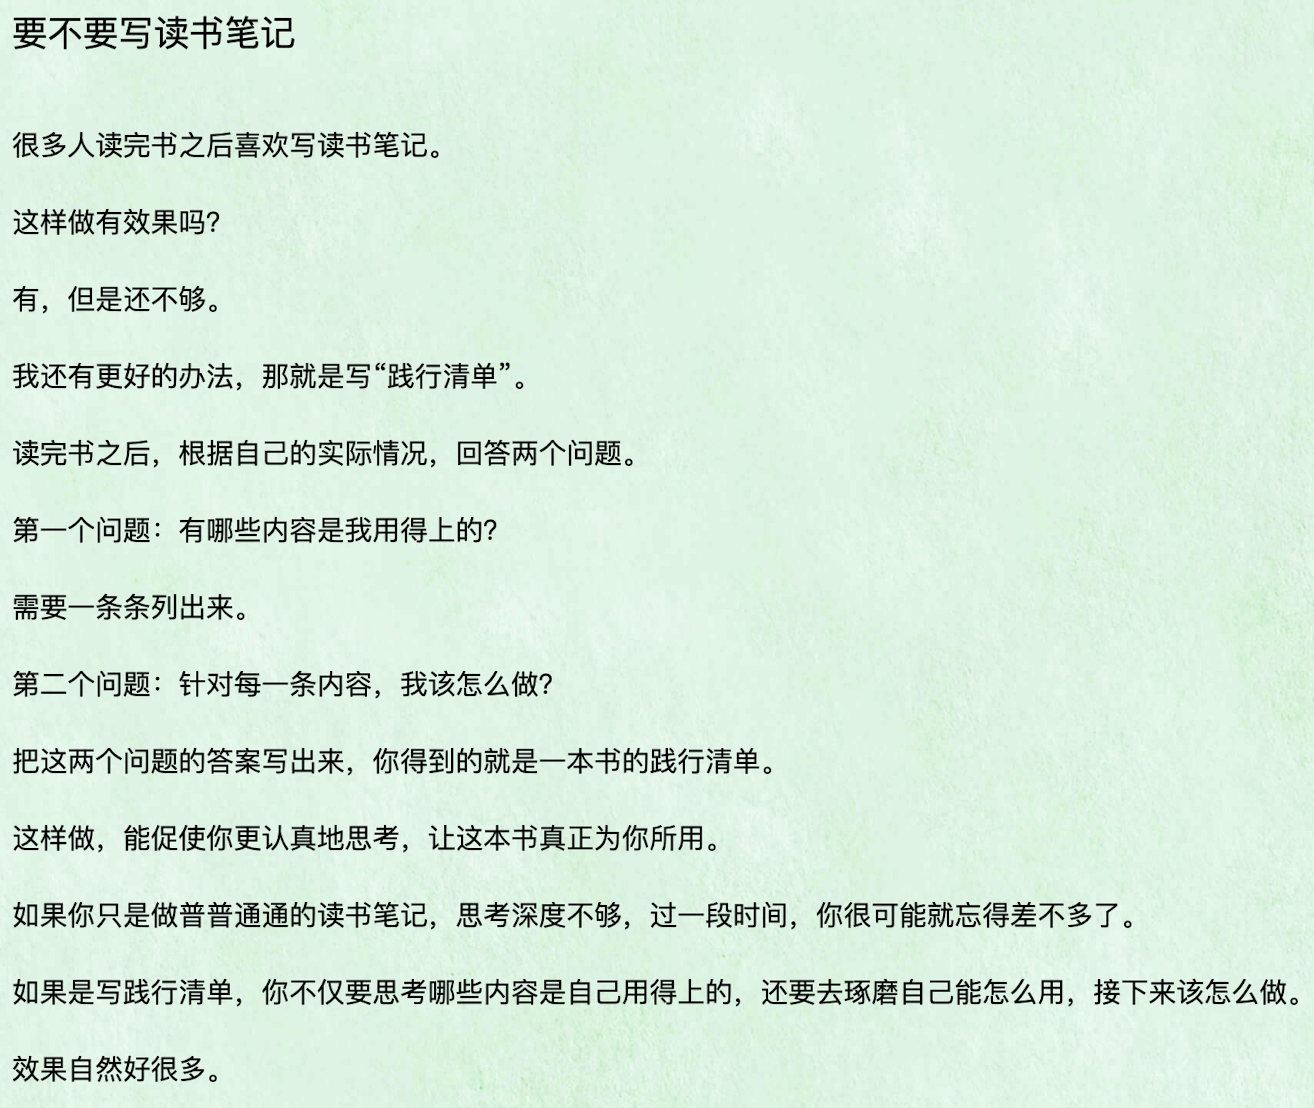 要不要写读书笔记
很多人读完书之后喜欢写读书笔记。
这样做有效果吗？
有，但是还不够。
我还有更好的办法，那就是写“践行清单”。
读完书之后，根据自己的实际情况，回答两个问题。
第一个问题：有哪些内容是我用得上的？
需要一条条列出来。
第二个问题：针对每一条内容，我该怎么做？
把这两个问题的答案写出来，你得到的就是一本书的践行清单。
这样做，能促使你更认真地思考，让这本书真正为你所用。
如果你只是做普普通通的读书笔记，思考深度不够，过一段时间，你很可能就忘得差不多了。
如果是写践行清单，你不仅要思考哪些内容是自己用得上的，还要去琢磨自己能怎么用，接下来该怎么做。
效果自然好很多。